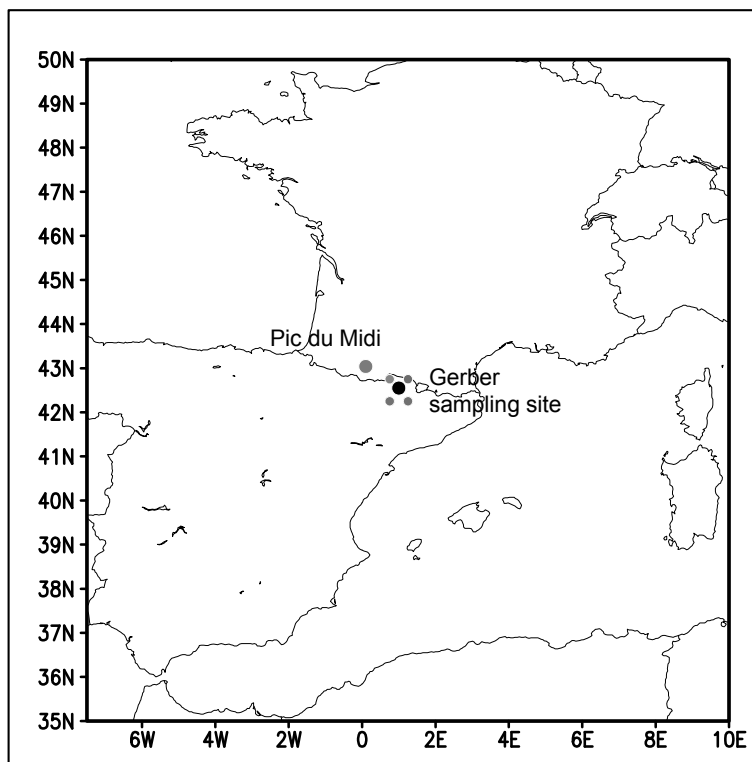 50N
49N
48N
47N
46N
45N
44N
Pic du Midi
43N
Gerber
sampling site
42N
41N
40N
39N
38N
37N
36N
35N
6W 4W 2W 0 2E 4E 6E 8E 10E